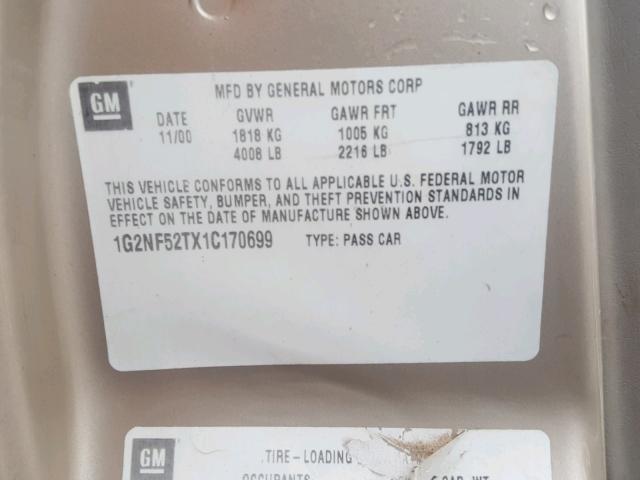 GM
MFD BY GENERAL MOTORS CORP
DATE GVWR GAWR FRT GAWR RR
11/00 1818 KG 1005 KG 813 KG
4008 LB 2216 LB 1792 LB
THIS VEHICLE CONFORMS TO ALL APPLICABLE U.S. FEDERAL MOTOR
VEHICLE SAFETY, BUMPER, AND THEFT PREVENTION STANDARDS IN
EFFECT ON THE DATE OF MANUFACTURE SHOWN ABOVE.
1G2NF52TX1C170699 TYPE: PASS CAR
GM
TIRE-LOADING
OCCUPANTS